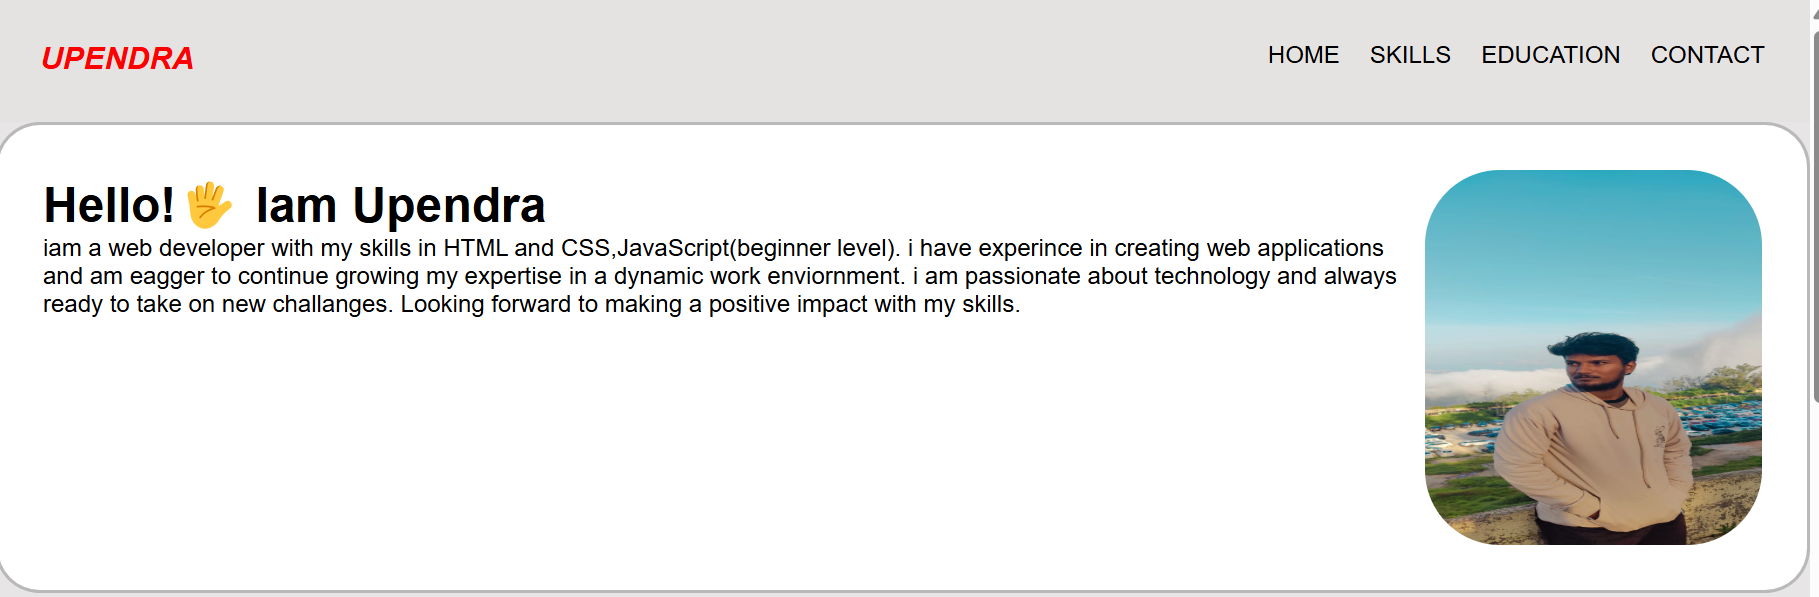 UPENDRA
HOME SKILLS EDUCATION CONTACT
Hello!🖐 Iam Upendra
iam a web developer with my skills in HTML and CSS,JavaScript(beginner level). i have experince in creating web applications
and am eagger to continue growing my expertise in a dynamic work enviornment. i am passionate about technology and always
ready to take on new challanges. Looking forward to making a positive impact with my skills.